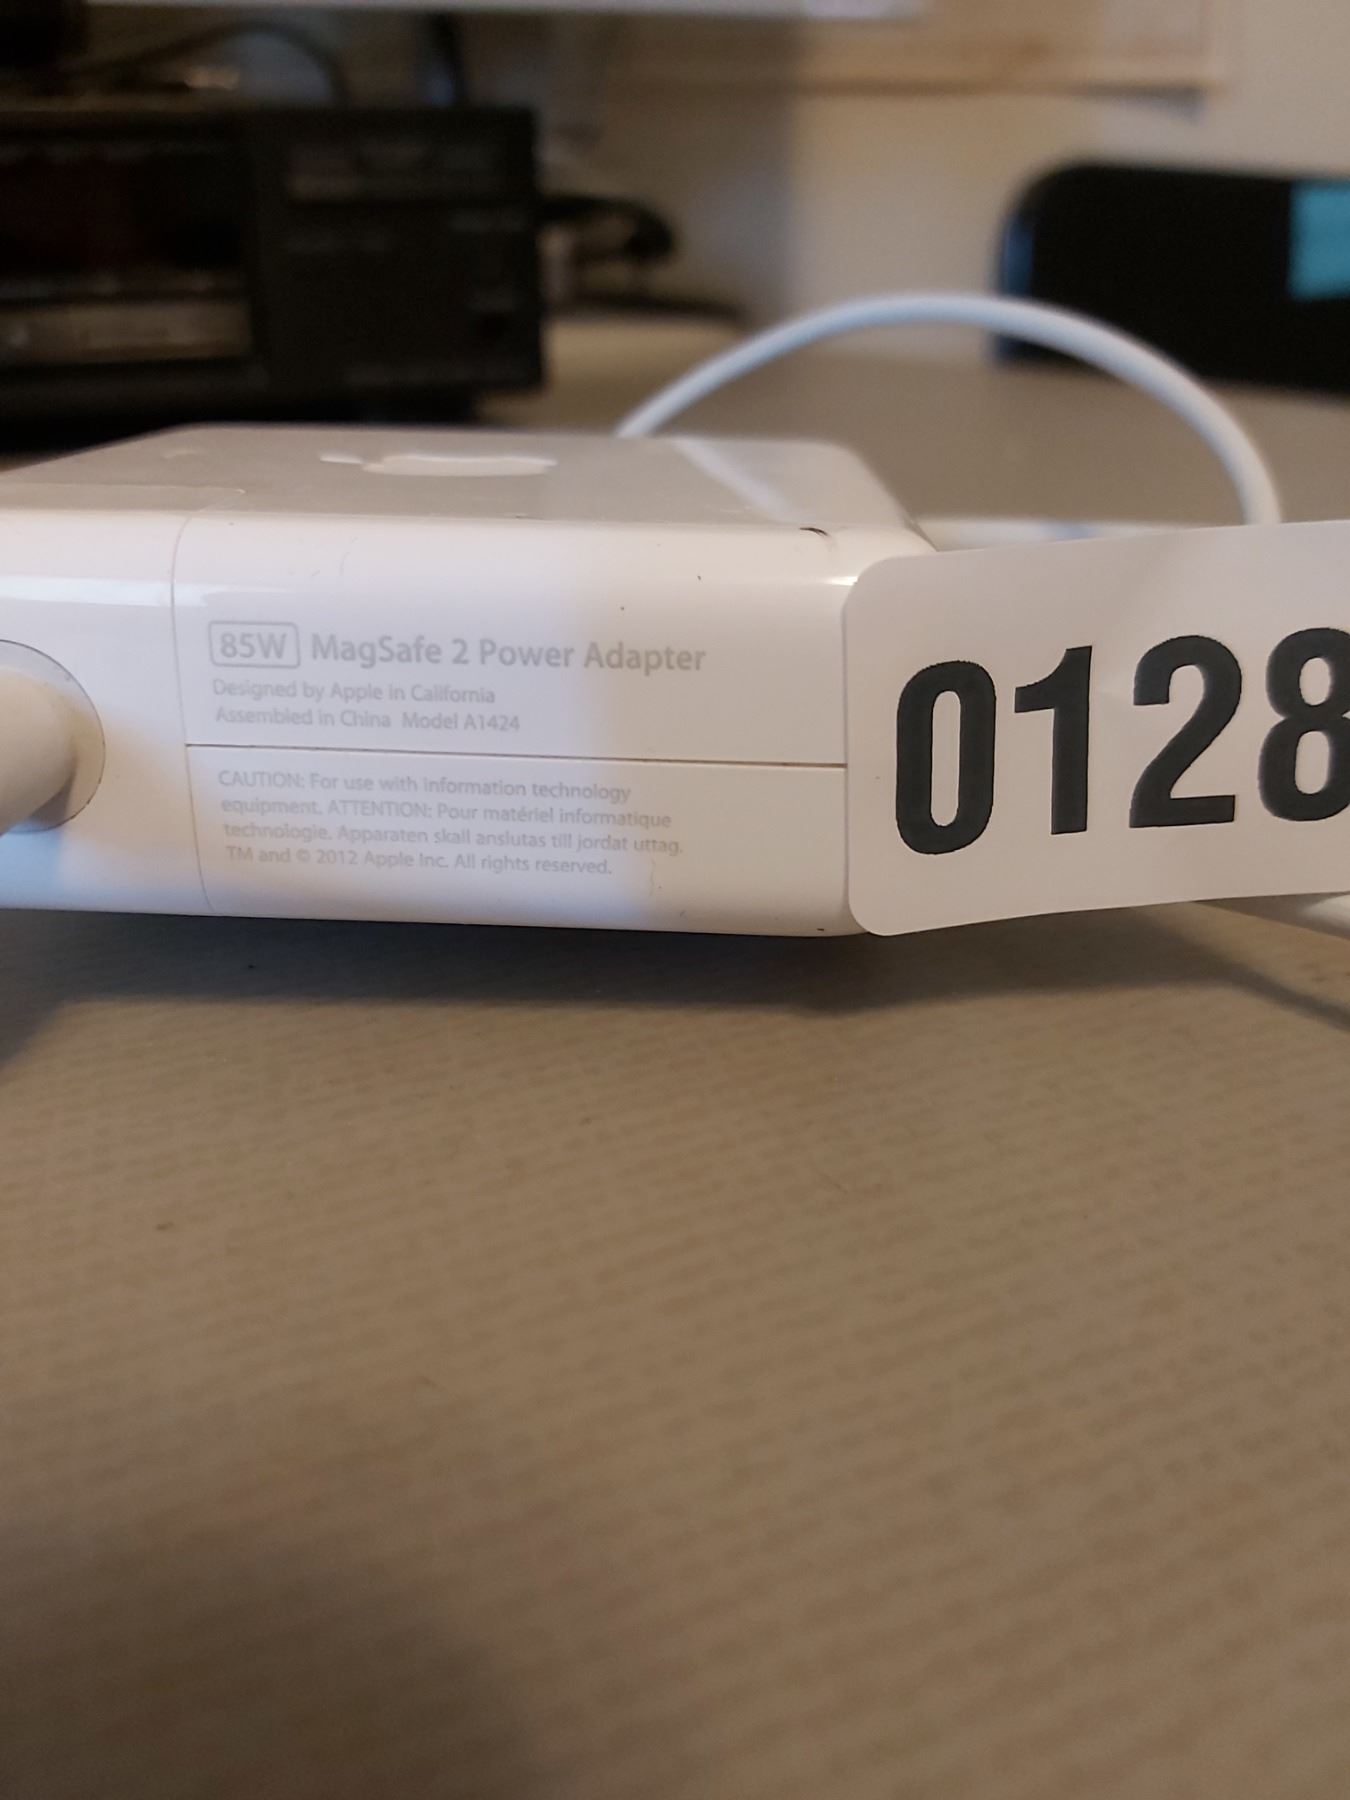 85W MagSafe 2 Power Adapter
Designed by Apple in California
Assembled in China Model A1424
CAUTION: For use with information technology
equipment. ATTENTION: Pour matériel informatique
technologie. Apparaten skall anslutas till jordat uttag.
TM and © 2012 Apple Inc. All rights reserved.
0128